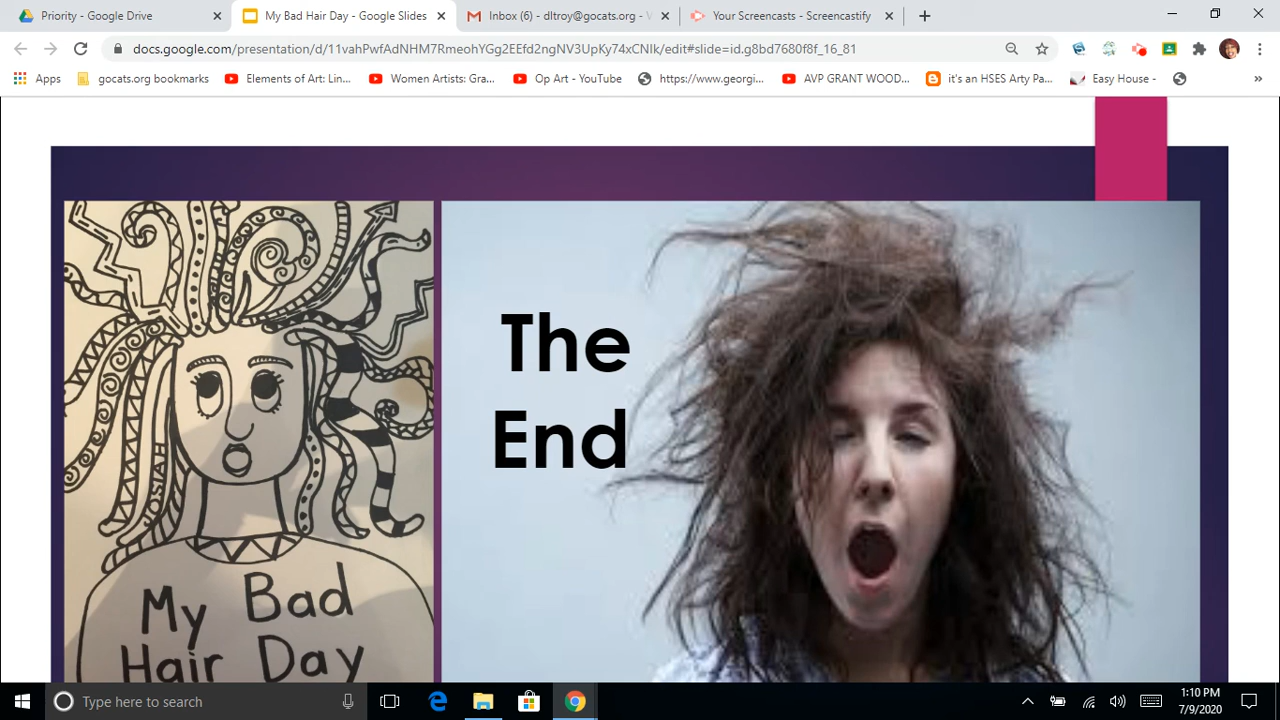 Priority - Google Drive
My Bad Hair Day - Google Slides
Inbox (6) - dltroy@gocats.org - V
Your Screencasts - Screencastify
docs.google.com/presentation/d/11vahPwfAdNHM7RmeohYGg2EEfd2ngNV3UpKy74xCNIk/edit#slide=id.g8bd7680f8f_16_81
Apps
gocats.org bookmarks
Elements of Art: Lin...
Women Artists: Gra...
Op Art - YouTube
https://www.georgi...
AVP GRANT WOOD...
it's an HSES Arty Pa...
Easy House -
»
The
End
JOSIAH
My Bad
Hair Day
Type here to search
1:10 PM
7/9/2020